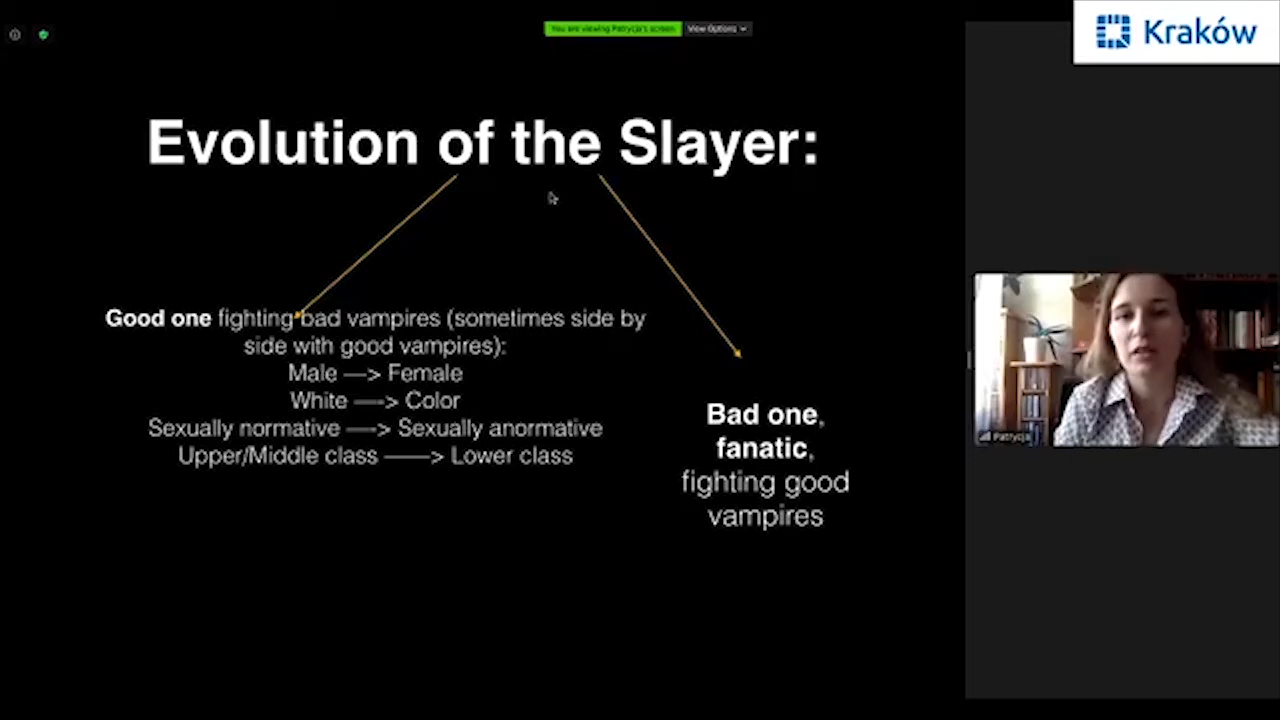 You are viewing Patrycja's screen
View Options
Kraków
Evolution of the Slayer:
Good one fighting bad vampires (sometimes side by
side with good vampires):
Male —-> Female
White —--> Color
Sexually normative —--> Sexually anormative
Upper/Middle class ——-> Lower class
Bad one,
fanatic,
fighting good
vampires
Patrycja